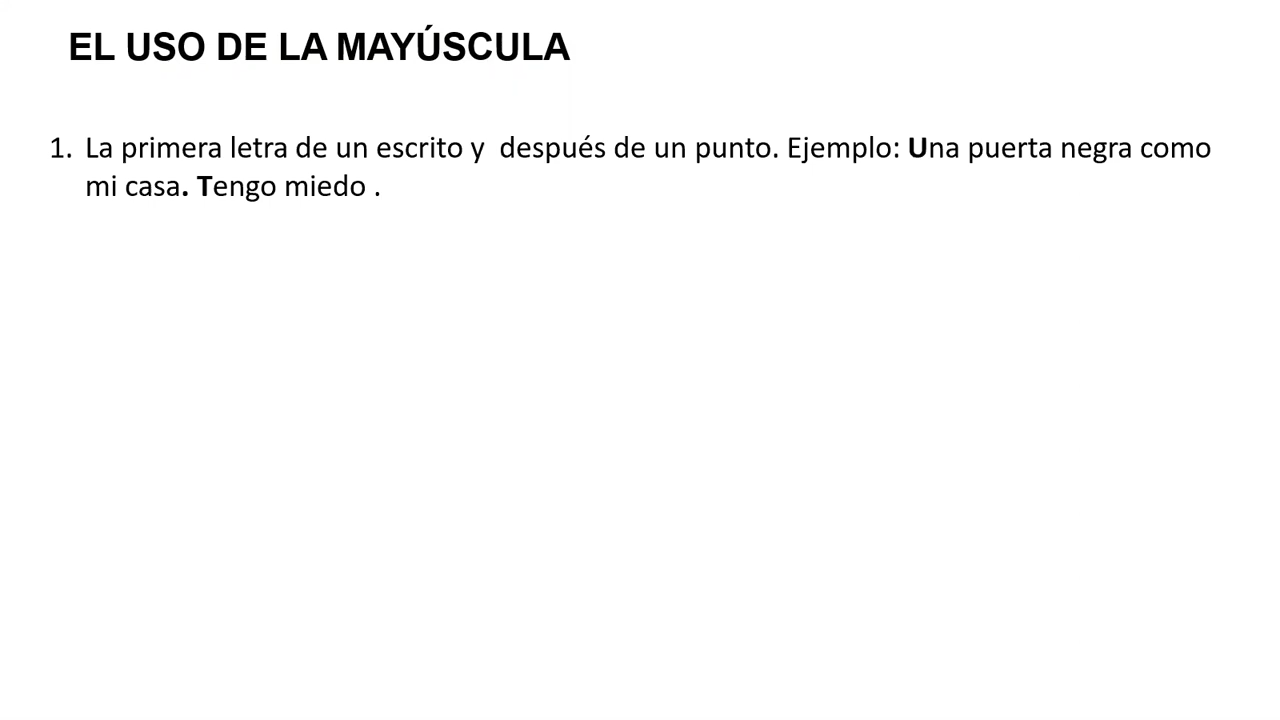 EL USO DE LA MAYÚSCULA
1. La primera letra de un escrito y  después de un punto. Ejemplo: Una puerta negra como
mi casa. Tengo miedo .